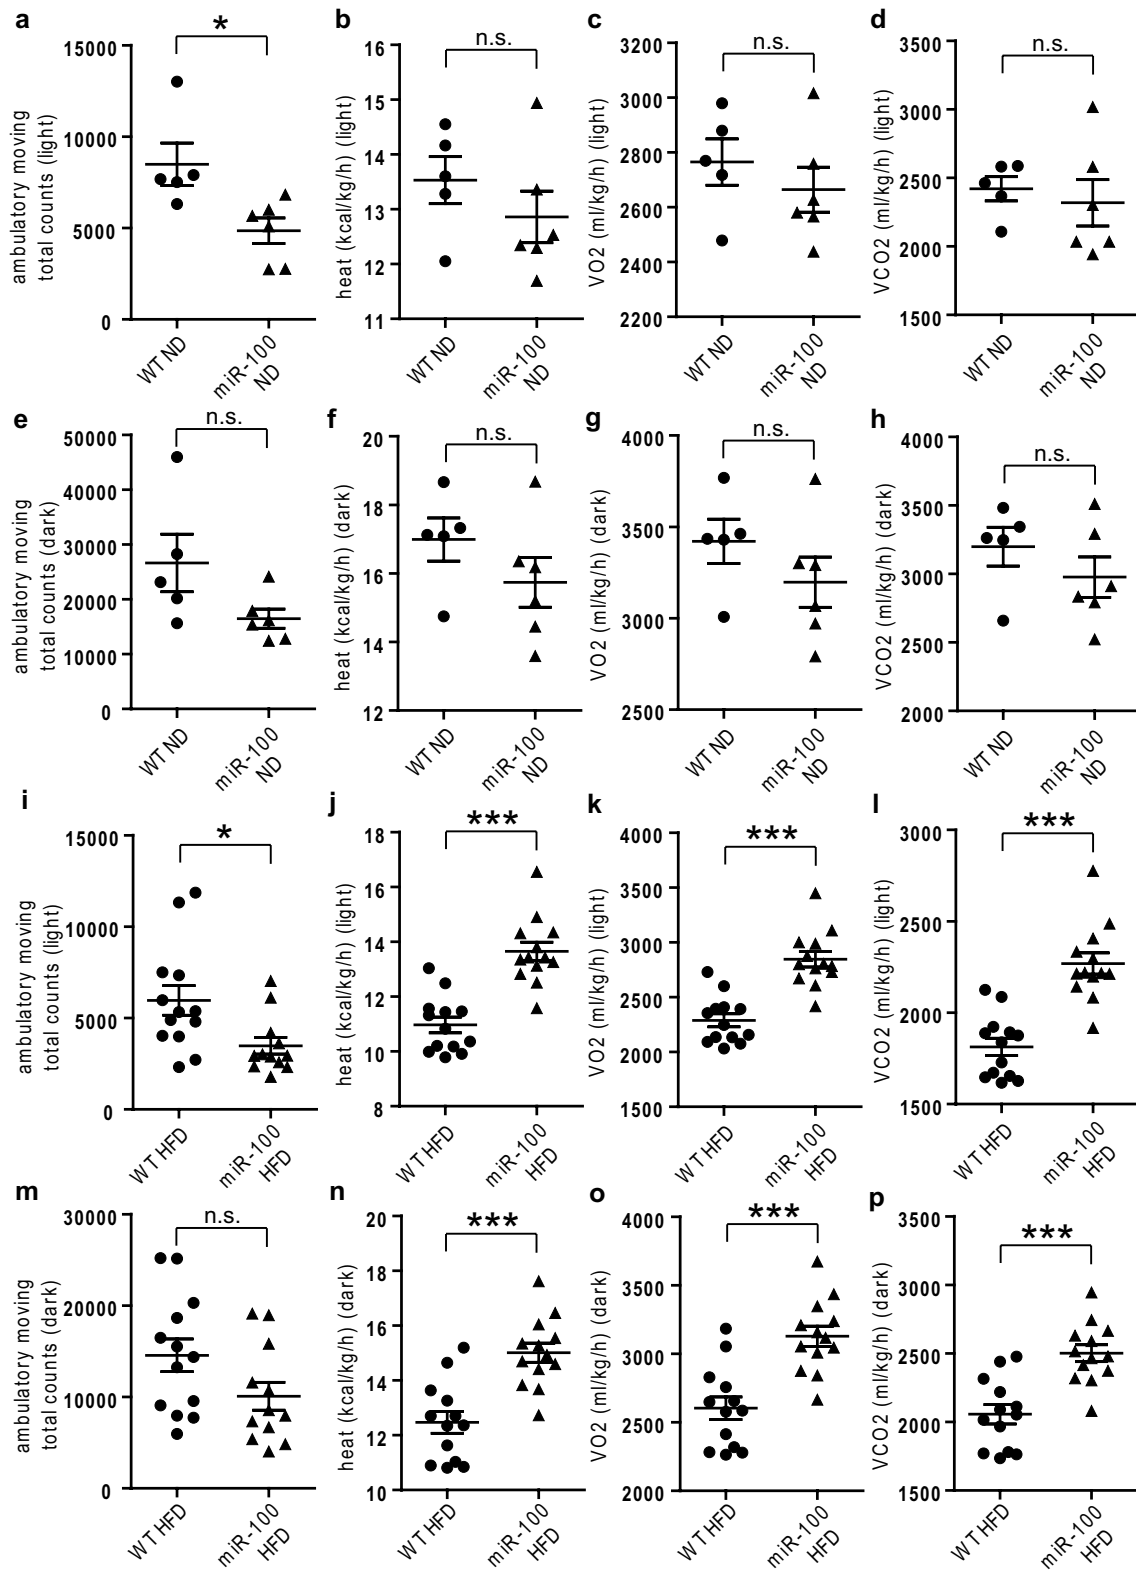 a
*
15000
10000
5000
0
ambulatory moving
total counts (light)
WT ND
miR-100
ND
b
n.s.
16
15
14
13
12
11
heat (kcal/kg/h) (light)
WT ND
miR-100
ND
c
n.s.
3200
3000
2800
2600
2400
2200
VO2 (ml/kg/h) (light)
WT ND
miR-100
ND
d
n.s.
3500
3000
2500
2000
1500
VCO2 (ml/kg/h) (light)
WT ND
miR-100
ND
e
n.s.
50000
40000
30000
20000
10000
0
ambulatory moving
total counts (dark)
WT ND
miR-100
ND
f
n.s.
20
18
16
14
12
heat (kcal/kg/h) (dark)
WT ND
miR-100
ND
g
n.s.
4000
3500
3000
2500
VO2 (ml/kg/h) (dark)
WT ND
miR-100
ND
h
n.s.
4000
3500
3000
2500
2000
VCO2 (ml/kg/h) (dark)
WT ND
miR-100
ND
i
*
15000
10000
5000
0
ambulatory moving
total counts (light)
WT HFD
miR-100
HFD
j
***
18
16
14
12
10
8
heat (kcal/kg/h) (light)
WT HFD
miR-100
HFD
k
***
4000
3500
3000
2500
2000
1500
VO2 (ml/kg/h) (light)
WT HFD
miR-100
HFD
l
***
3000
2500
2000
1500
VCO2 (ml/kg/h) (light)
WT HFD
miR-100
HFD
m
n.s.
30000
20000
10000
0
ambulatory moving
total counts (dark)
WT HFD
miR-100
HFD
n
***
20
18
16
14
12
10
heat (kcal/kg/h) (dark)
WT HFD
miR-100
HFD
o
***
4000
3500
3000
2500
2000
VO2 (ml/kg/h) (dark)
WT HFD
miR-100
HFD
p
***
3500
3000
2500
2000
1500
VCO2 (ml/kg/h) (dark)
WT HFD
miR-100
HFD